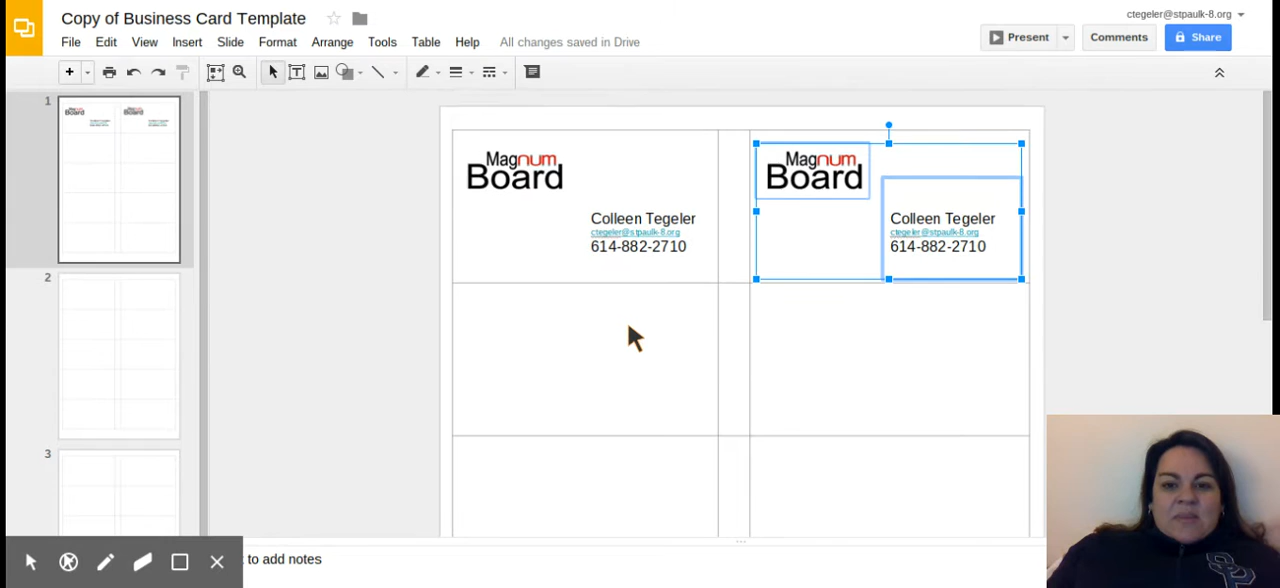 Copy of Business Card Template
ctegeler@stpaulk-8.org
File Edit View Insert Slide Format Arrange Tools Table Help All changes saved in Drive
Present
Comments
Share
1
Magnum
Board
Colleen Tegeler
ctegeler@stpaulk-8.org
614-882-2710
Magnum
Board
Colleen Tegeler
ctegeler@stpaulk-8.org
614-882-2710
2
3
to add notes